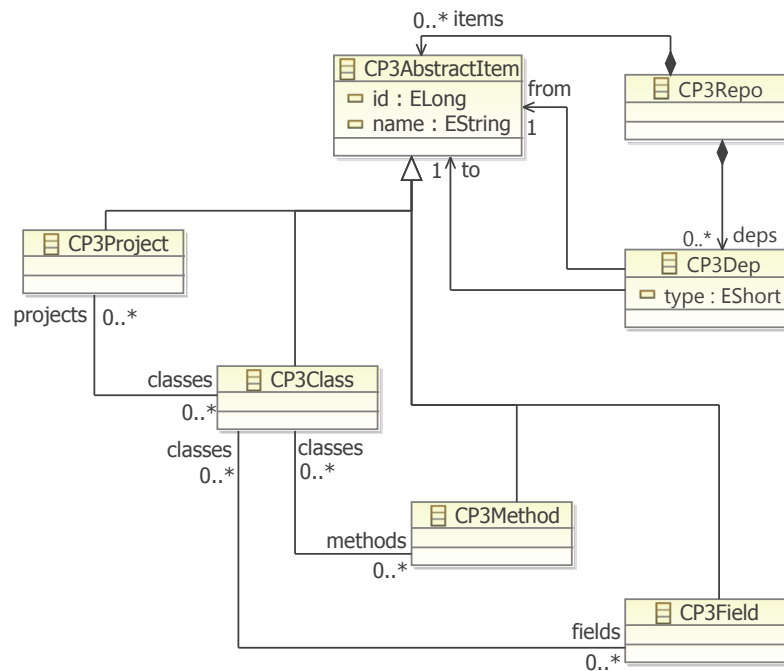 0..* items
CP3AbstractItem
id : ELong
name : EString
from
1
CP3Repo
1 to
CP3Project
0..* deps
CP3Dep
type : EShort
projects 0..*
classes
0..*
CP3Class
classes
0..*
classes
0..*
CP3Method
methods
0..*
CP3Field
fields
0..*